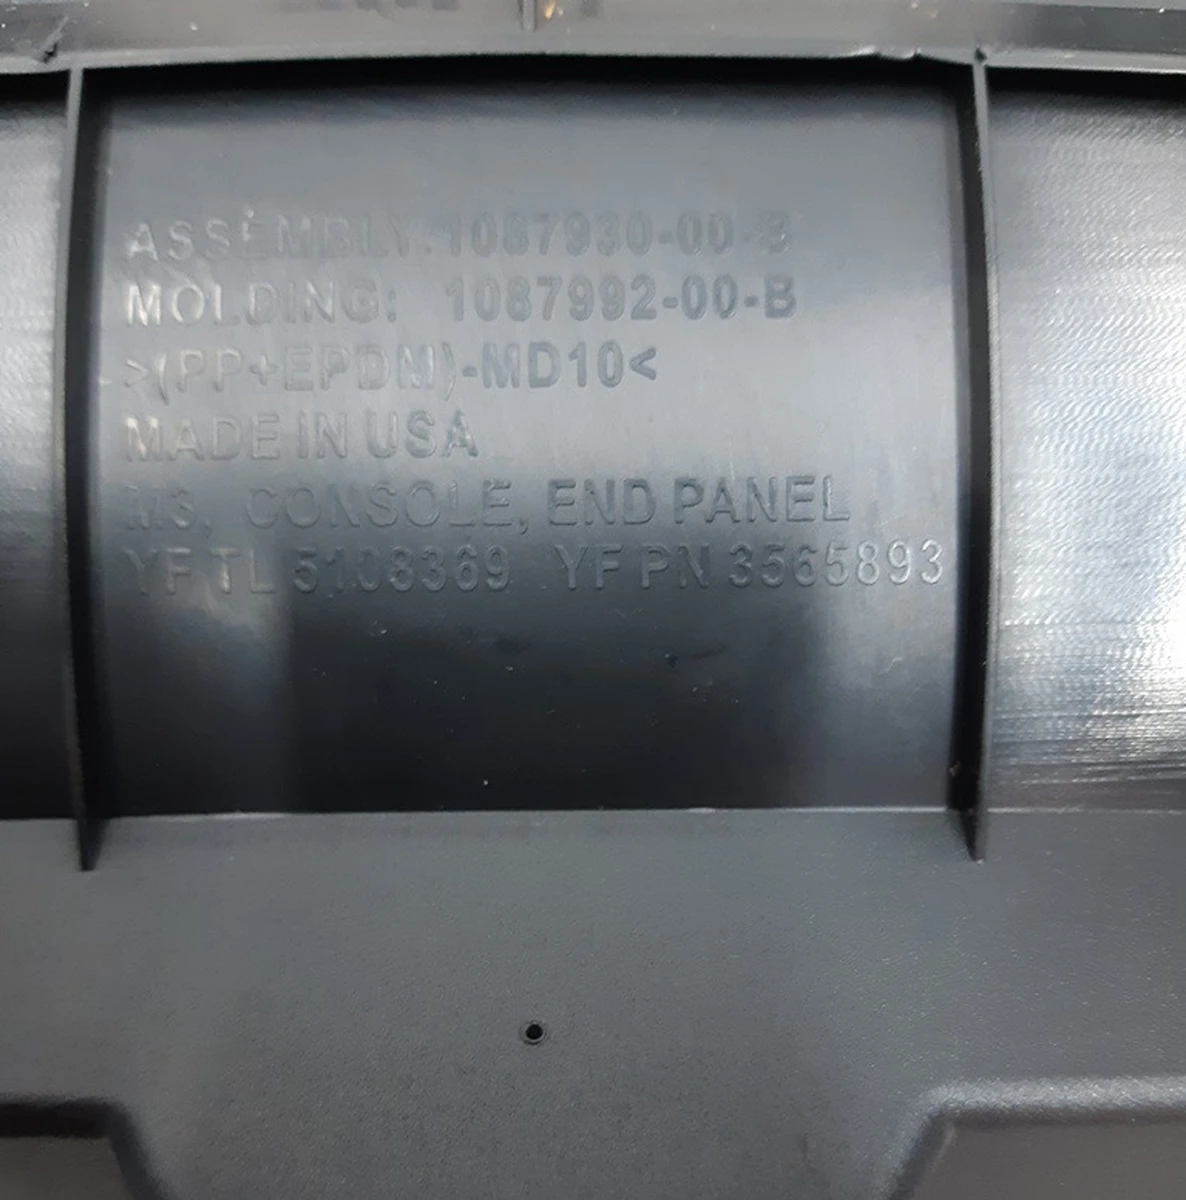 ASSEMBLY: 1087930-00-B
MOLDING: 1087992-00-B
>(PP+EPDM)-MD10<
MADE IN USA
M3, CONSOLE, END PANEL
YF TL 5108369 YF PN 3565893